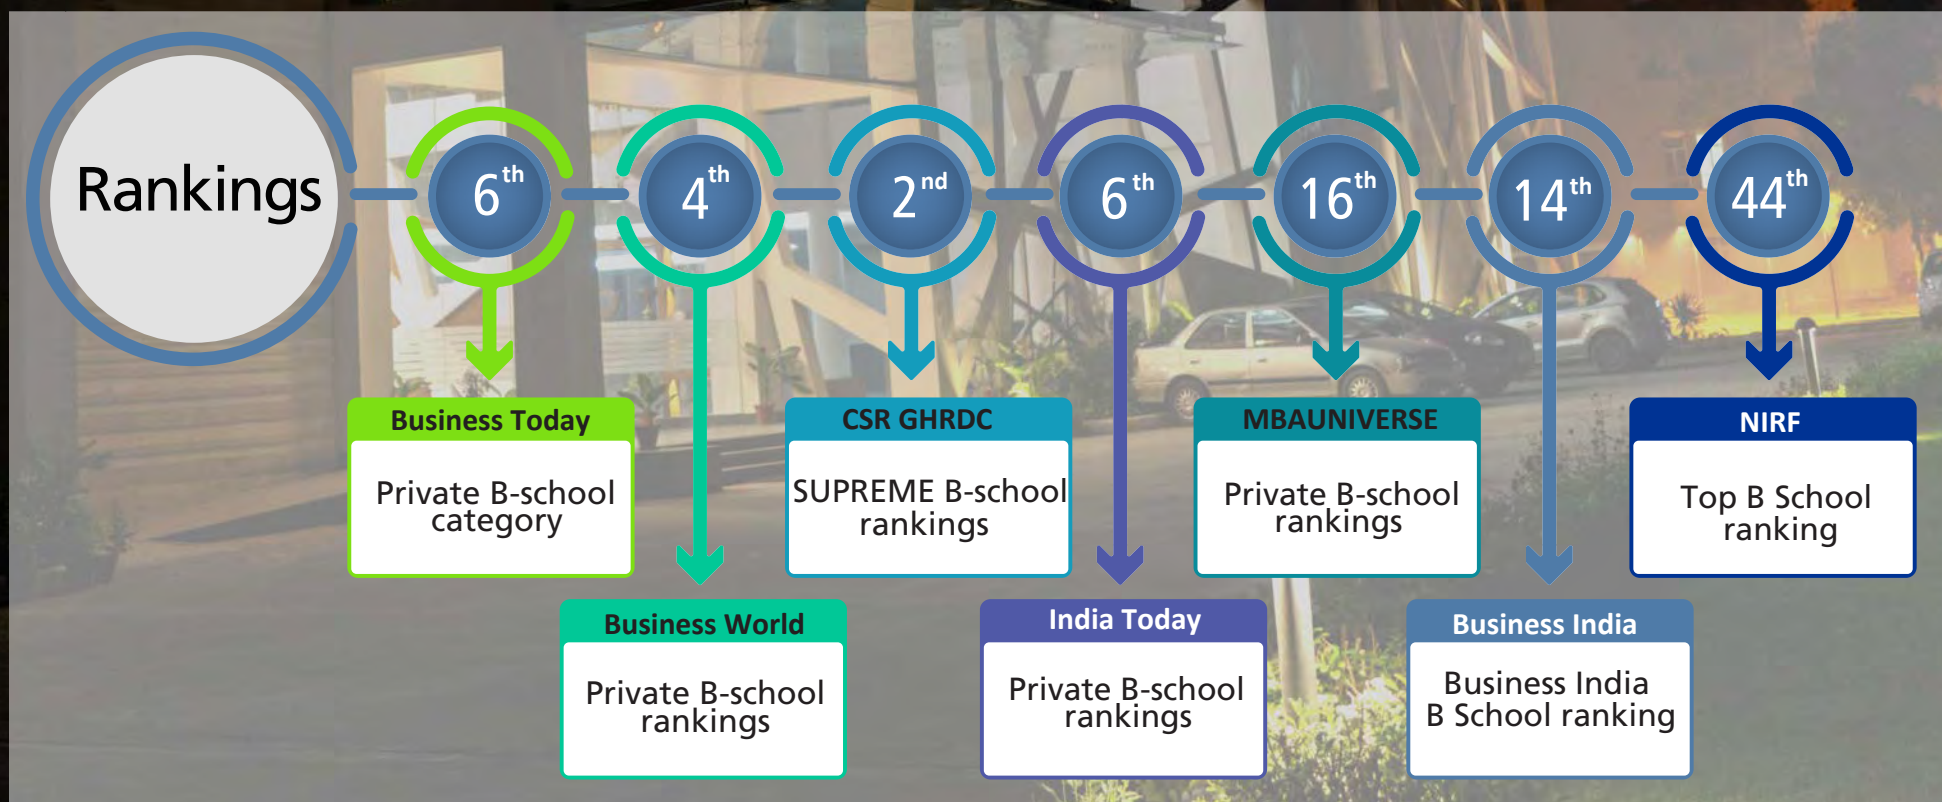 Rankings
6th
4th
2nd
6th
16th
14th
44th
Business Today
Private B-school
category
Business World
Private B-school
rankings
CSR GHRDC
SUPREME B-school
rankings
India Today
Private B-school
rankings
MBAUNIVERSE
Private B-school
rankings
Business India
Business India
B School ranking
NIRF
Top B School
ranking